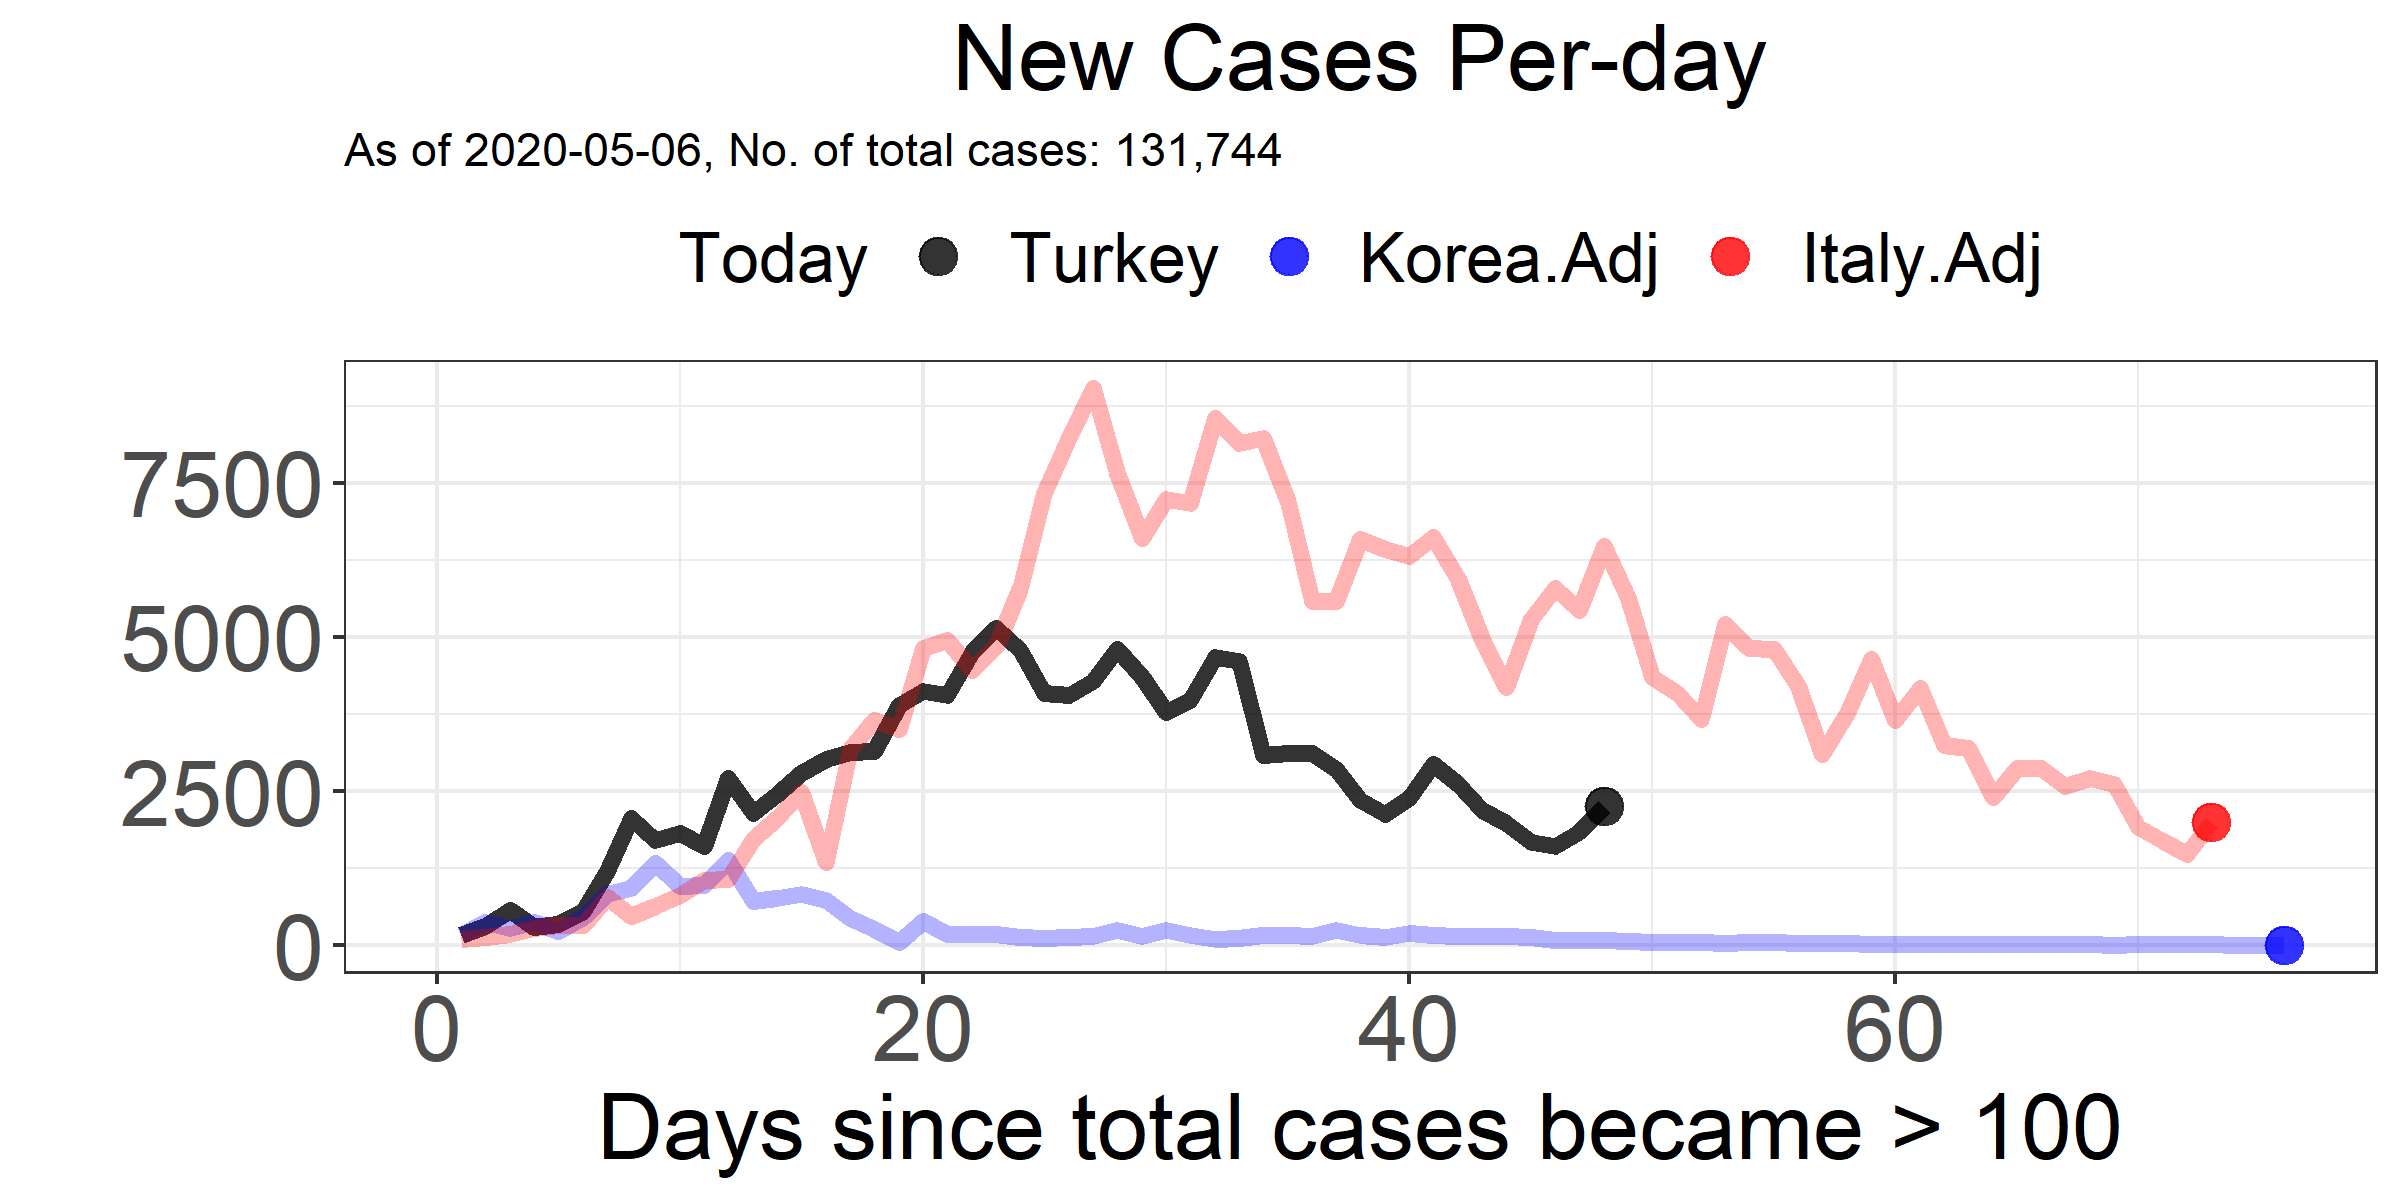 New Cases Per-day
As of 2020-05-06, No. of total cases: 131,744
Today Turkey Korea.Adj Italy.Adj
7500
5000
2500
0
0 20 40 60
Days since total cases became > 100